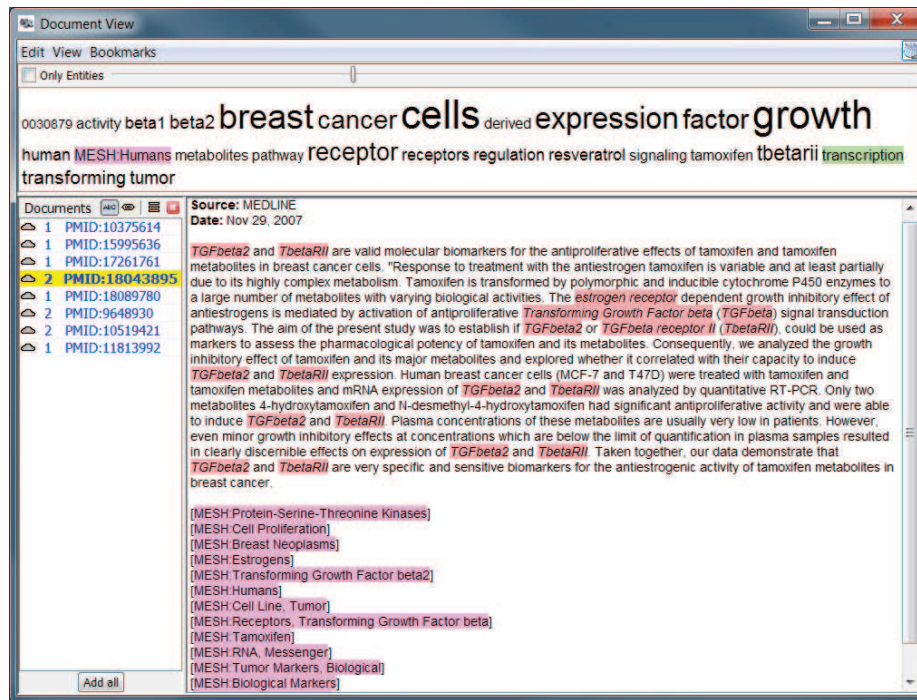 Document View
Edit View Bookmarks
Only Entities
0030879 activity beta1 beta2 breast cancer cells derived expression factor growth
human MESH:Humans metabolites pathway receptor receptors regulation resveratrol signaling tamoxifen tbetarii transcription
transforming tumor
Documents
1 PMID:10375614
1 PMID:15995636
1 PMID:17261761
2 PMID:18043895
1 PMID:18089780
2 PMID:9648930
2 PMID:10519421
1 PMID:11813992
Add all
Source: MEDLINE
Date: Nov 29, 2007
TGFbeta2 and TbetaRII are valid molecular biomarkers for the antiproliferative effects of tamoxifen and tamoxifen
metabolites in breast cancer cells. "Response to treatment with the antiestrogen tamoxifen is variable and at least partially
due to its highly complex metabolism. Tamoxifen is transformed by polymorphic and inducible cytochrome P450 enzymes to
a large number of metabolites with varying biological activities. The estrogen receptor dependent growth inhibitory effect of
antiestrogens is mediated by activation of antiproliferative Transforming Growth Factor beta (TGFbeta) signal transduction
pathways. The aim of the present study was to establish if TGFbeta2 or TGFbeta receptor II (TbetaRII), could be used as
markers to assess the pharmacological potency of tamoxifen and its metabolites. Consequently, we analyzed the growth
inhibitory effect of tamoxifen and its major metabolites and explored whether it correlated with their capacity to induce
TGFbeta2 and TbetaRII expression. Human breast cancer cells (MCF-7 and T47D) were treated with tamoxifen and
tamoxifen metabolites and mRNA expression of TGFbeta2 and TbetaRII was analyzed by quantitative RT-PCR. Only two
metabolites 4-hydroxytamoxifen and N-desmethyl-4-hydroxytamoxifen had significant antiproliferative activity and were able
to induce TGFbeta2 and TbetaRII. Plasma concentrations of these metabolites are usually very low in patients. However,
even minor growth inhibitory effects at concentrations which are below the limit of quantification in plasma samples resulted
in clearly discernible effects on expression of TGFbeta2 and TbetaRII. Taken together, our data demonstrate that
TGFbeta2 and TbetaRII are very specific and sensitive biomarkers for the antiestrogenic activity of tamoxifen metabolites in
breast cancer.
[MESH:Protein-Serine-Threonine Kinases]
[MESH:Cell Proliferation]
[MESH:Breast Neoplasms]
[MESH:Estrogens]
[MESH:Transforming Growth Factor beta2]
[MESH:Humans]
[MESH:Cell Line, Tumor]
[MESH:Receptors, Transforming Growth Factor beta]
[MESH:Tamoxifen]
[MESH:RNA, Messenger]
[MESH:Tumor Markers, Biological]
[MESH:Biological Markers]